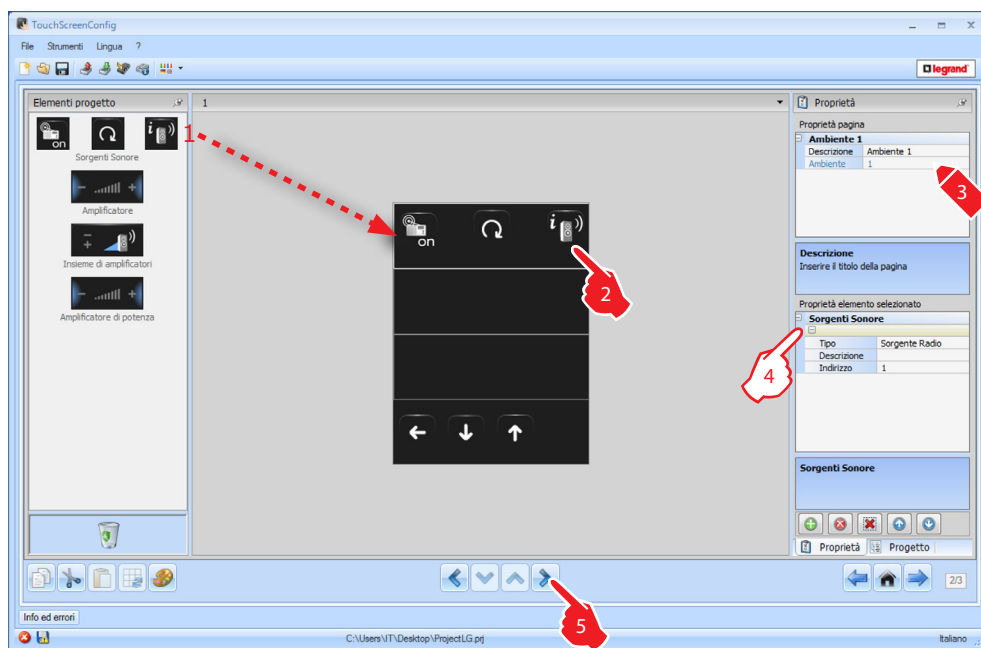 TouchScreenConfig
File Strumenti Lingua ?
legrand
Elementi progetto
on
i
Sorgenti Sonore
Amplificatore
Insieme di amplificatori
Amplificatore di potenza
1
1
on
i
2
Proprietà
Proprietà pagina
Ambiente 1
Descrizione Ambiente 1
Ambiente 1
3
Descrizione
Inserire il titolo della pagina
Proprietà elemento selezionato
Sorgenti Sonore
Tipo Sorgente Radio
Descrizione
Indirizzo 1
4
Sorgenti Sonore
Proprietà Progetto
2/3
5
Info ed errori
C:\Users\IT\Desktop\ProjectLG.prj
Italiano